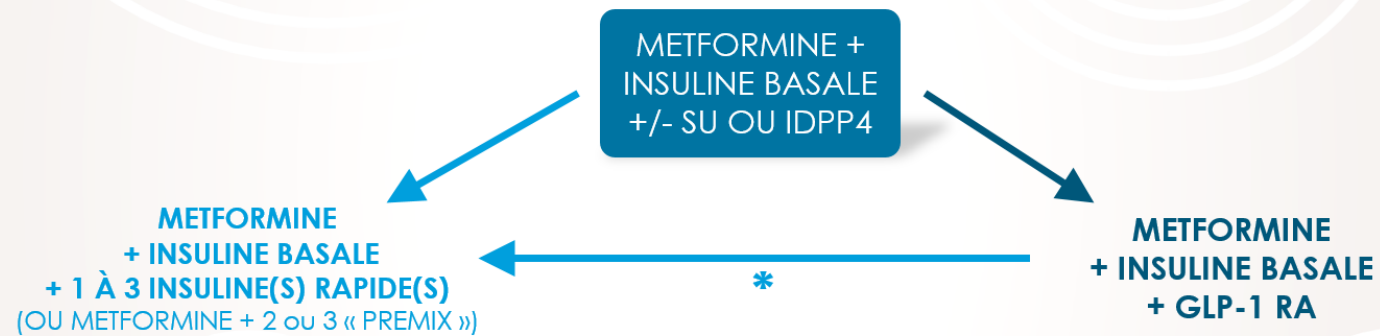 METFORMINE +
INSULINE BASALE
+/- SU OU IDPP4
METFORMINE
+ INSULINE BASALE
+ 1 À 3 INSULINE(S) RAPIDE(S)
(OU METFORMINE + 2 ou 3 « PREMIX »)
*
METFORMINE
+ INSULINE BASALE
+ GLP-1 RA